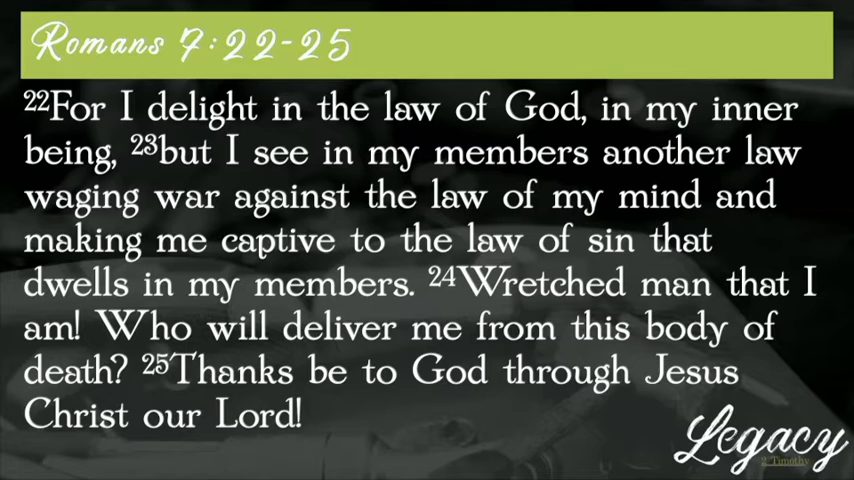 Romans 7:22-25
22For I delight in the law of God, in my inner
being, 23but I see in my members another law
waging war against the law of my mind and
making me captive to the law of sin that
dwells in my members. 24Wretched man that I
am! Who will deliver me from this body of
death? 25Thanks be to God through Jesus
Christ our Lord!
Legacy
2 Timothy